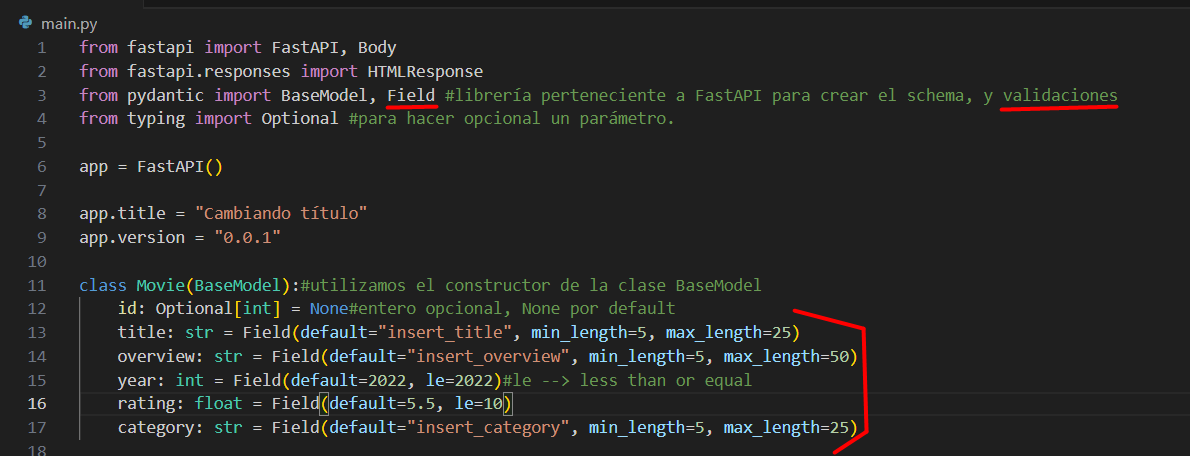 main.py
1 from fastapi import FastAPI, Body
2 from fastapi.responses import HTMLResponse
3 from pydantic import BaseModel, Field #librería perteneciente a FastAPI para crear el schema, y validaciones
4 from typing import Optional #para hacer opcional un parámetro.
5
6 app = FastAPI()
7
8 app.title = "Cambiando título"
9 app.version = "0.0.1"
10
11 class Movie(BaseModel):#utilizamos el constructor de la clase BaseModel
12 id: Optional[int] = None#entero opcional, None por default
13 title: str = Field(default="insert_title", min_length=5, max_length=25)
14 overview: str = Field(default="insert_overview", min_length=5, max_length=50)
15 year: int = Field(default=2022, le=2022)#le --> less than or equal
16 rating: float = Field(default=5.5, le=10)
17 category: str = Field(default="insert_category", min_length=5, max_length=25)
18